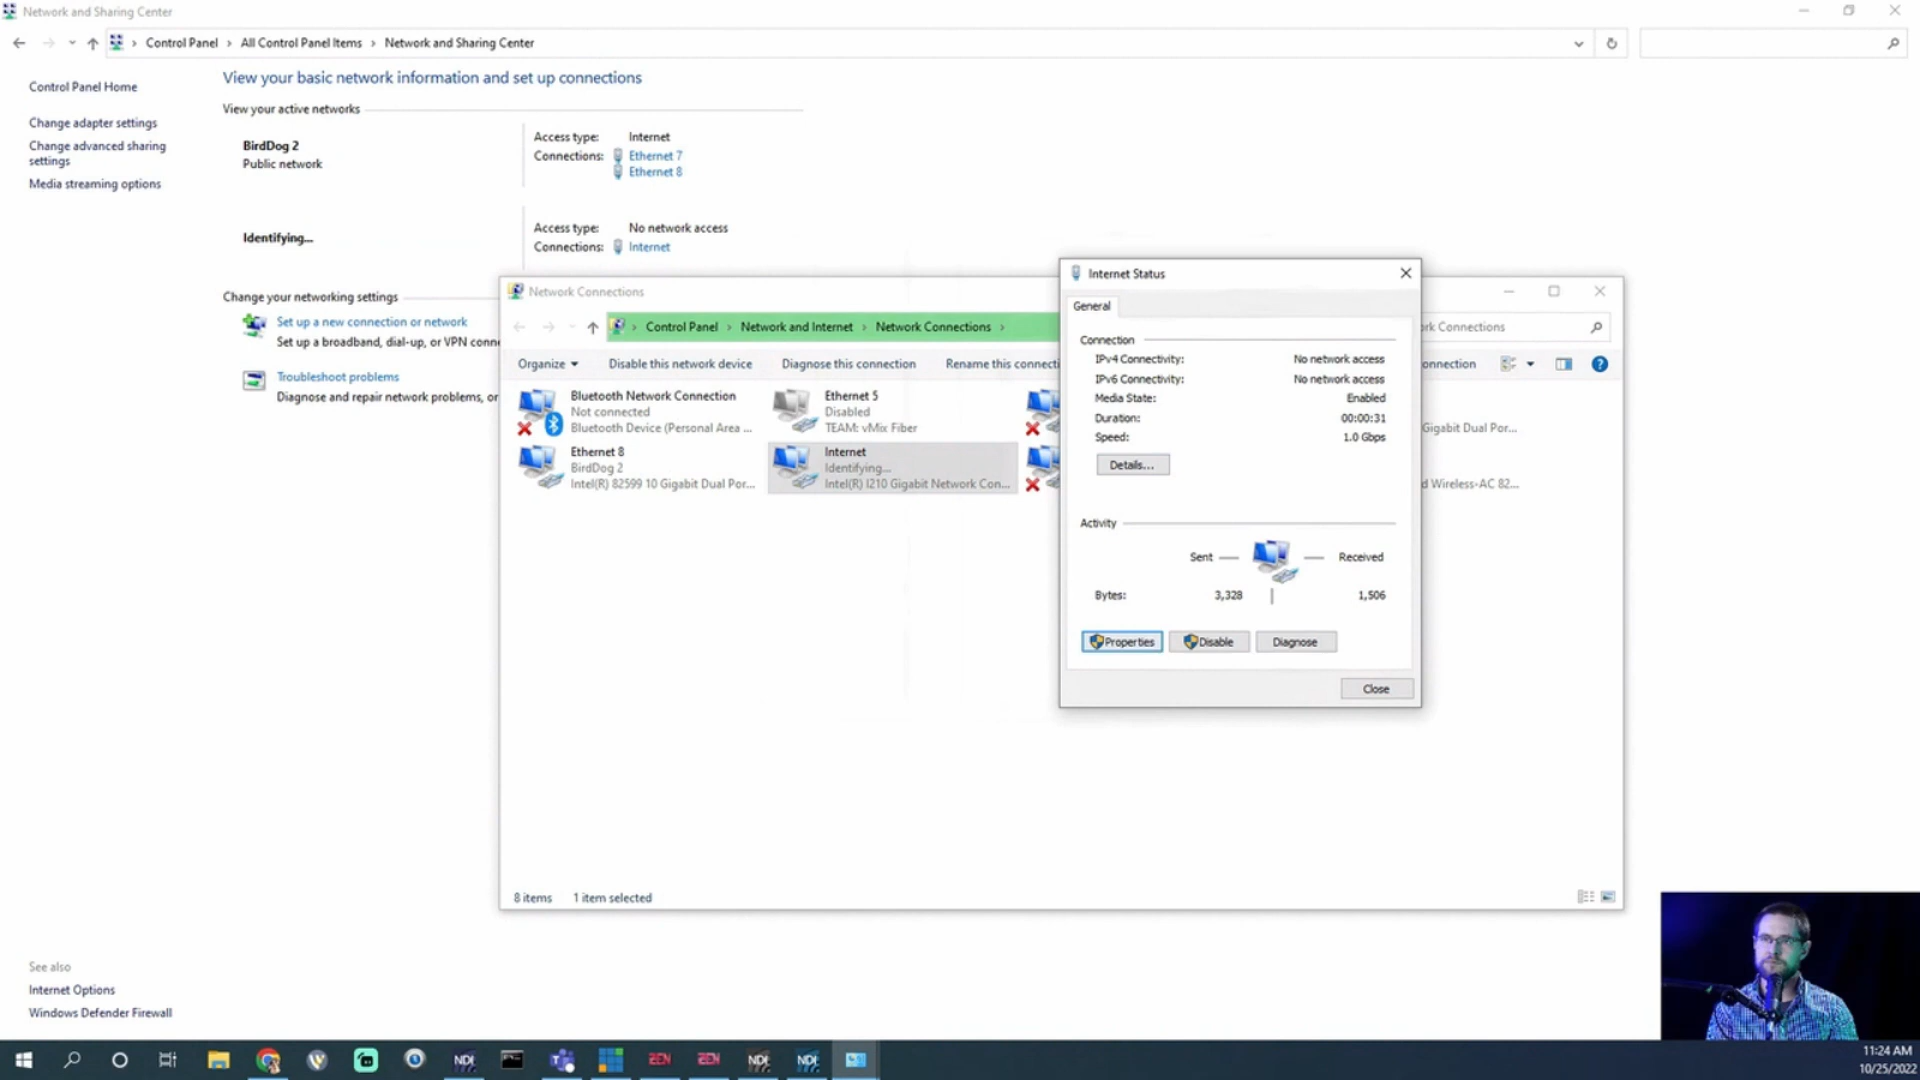 Network and Sharing Center
Control Panel › All Control Panel Items › Network and Sharing Center
Control Panel Home
Change adapter settings
Change advanced sharing
settings
Media streaming options
View your basic network information and set up connections
View your active networks
BirdDog 2
Public network
Access type: Internet
Connections: Ethernet 7
Ethernet 8
Identifying...
Access type: No network access
Connections: Internet
Change your networking settings
Set up a new connection or network
Set up a broadband, dial-up, or VPN conne
Troubleshoot problems
Diagnose and repair network problems, or
Network Connections
Control Panel › Network and Internet › Network Connections ›
rk Connections
Organize
Disable this network device
Diagnose this connection
Rename this connecti
onnection
Bluetooth Network Connection
Not connected
Bluetooth Device (Personal Area ...
Ethernet 5
Disabled
TEAM: vMix Fiber
Gigabit Dual Por...
Ethernet 8
BirdDog 2
Intel(R) 82599 10 Gigabit Dual Por...
Internet
Identifying...
Intel(R) I210 Gigabit Network Con...
d Wireless-AC 82...
8 items
1 item selected
Internet Status
General
Connection
IPv4 Connectivity: No network access
IPv6 Connectivity: No network access
Media State: Enabled
Duration: 00:00:31
Speed: 1.0 Gbps
Details...
Activity
Sent
Received
Bytes: 3,328 1,506
Properties
Disable
Diagnose
Close
See also
Internet Options
Windows Defender Firewall
NDI
ZEN
ZEN
NDI
NDI
11:24 AM
10/25/2022